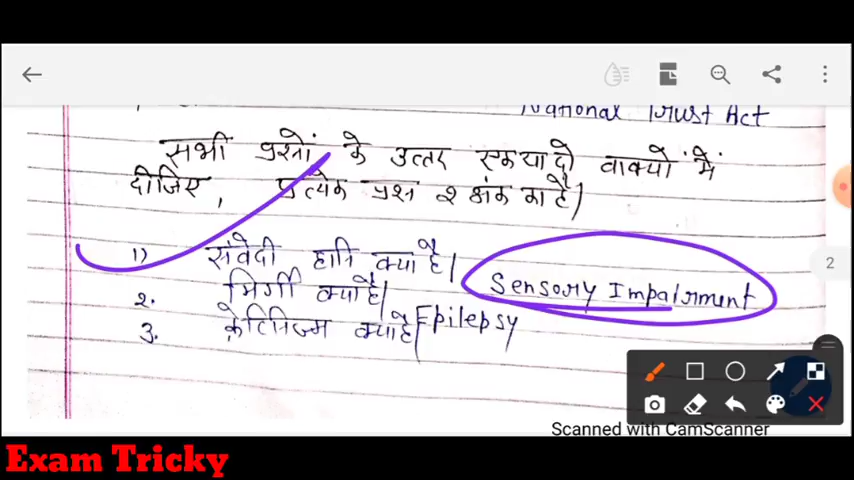 National Trust Act
सभी प्रश्नों के उत्तर एक या दो वाक्यों में
दीजिए, प्रत्येक प्रश्न २ अंक का है।
1) संवेदी हानि क्या है। Sensory Impairment
2. मिर्गी क्या है। Epilepsy
3. क्रेटिनिज्म क्या है।
2
Scanned with CamScanner
Exam Tricky